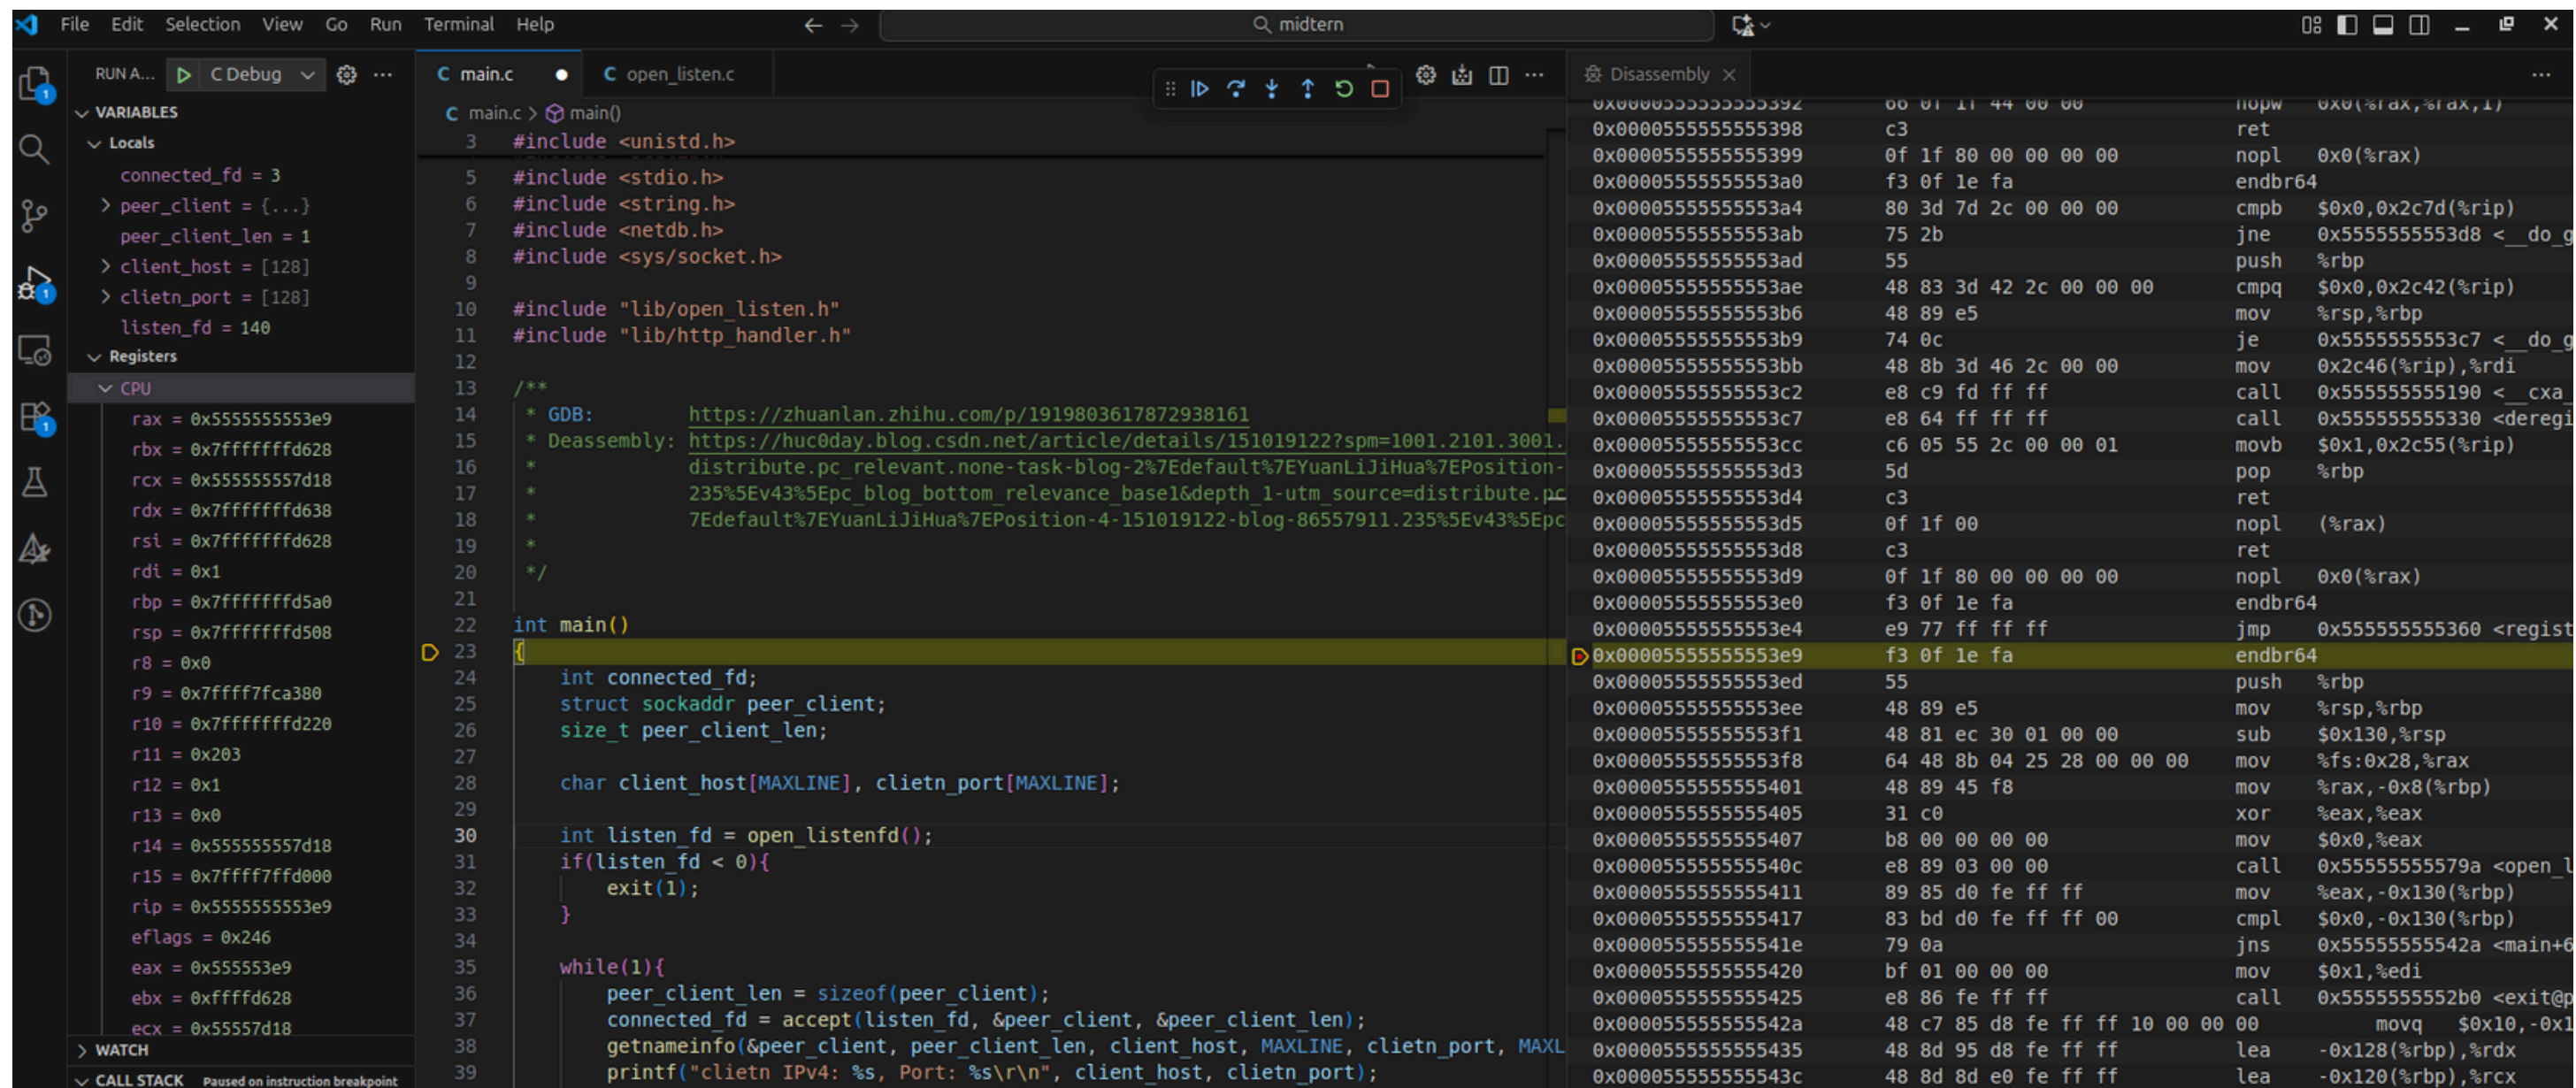 File Edit Selection View Go Run Terminal Help
midtern
RUN A... C Debug
VARIABLES
Locals
connected_fd = 3
peer_client = {...}
peer_client_len = 1
client_host = [128]
clietn_port = [128]
listen_fd = 140
Registers
CPU
rax = 0x5555555553e9
rbx = 0x7fffffffd628
rcx = 0x555555557d18
rdx = 0x7fffffffd638
rsi = 0x7fffffffd628
rdi = 0x1
rbp = 0x7fffffffd5a0
rsp = 0x7fffffffd508
r8 = 0x0
r9 = 0x7ffff7fca380
r10 = 0x7fffffffd220
r11 = 0x203
r12 = 0x1
r13 = 0x0
r14 = 0x555555557d18
r15 = 0x7ffff7ffd000
rip = 0x5555555553e9
eflags = 0x246
eax = 0x555553e9
ebx = 0xffffd628
ecx = 0x55557d18
WATCH
CALL STACK Paused on instruction breakpoint
main.c
open_listen.c
main.c > main()
3 #include <unistd.h>
5 #include <stdio.h>
6 #include <string.h>
7 #include <netdb.h>
8 #include <sys/socket.h>
9
10 #include "lib/open_listen.h"
11 #include "lib/http_handler.h"
12
13 /**
14 * GDB: https://zhuanlan.zhihu.com/p/1919803617872938161
15 * Deassembly: https://huc0day.blog.csdn.net/article/details/151019122?spm=1001.2101.3001.
16 * distribute.pc_relevant.none-task-blog-2%7Edefault%7EYuanLiJiHua%7EPosition-
17 * 235%5Ev43%5Epc_blog_bottom_relevance_base1&depth_1-utm_source=distribute.pc
18 * 7Edefault%7EYuanLiJiHua%7EPosition-4-151019122-blog-86557911.235%5Ev43%5Epc
19 *
20 */
21
22 int main()
23 {
24 int connected_fd;
25 struct sockaddr peer_client;
26 size_t peer_client_len;
27
28 char client_host[MAXLINE], clietn_port[MAXLINE];
29
30 int listen_fd = open_listenfd();
31 if(listen_fd < 0){
32 exit(1);
33 }
34
35 while(1){
36 peer_client_len = sizeof(peer_client);
37 connected_fd = accept(listen_fd, &peer_client, &peer_client_len);
38 getnameinfo(&peer_client, peer_client_len, client_host, MAXLINE, clietn_port, MAXL
39 printf("clietn IPv4: %s, Port: %s\r\n", client_host, clietn_port);
Disassembly
0x0000555555555392 66 0f 1f 44 00 00 nopw 0x0(%rax,%rax,1)
0x0000555555555398 c3 ret
0x0000555555555399 0f 1f 80 00 00 00 00 nopl 0x0(%rax)
0x00005555555553a0 f3 0f 1e fa endbr64
0x00005555555553a4 80 3d 7d 2c 00 00 00 cmpb $0x0,0x2c7d(%rip)
0x00005555555553ab 75 2b jne 0x5555555553d8 <__do_g
0x00005555555553ad 55 push %rbp
0x00005555555553ae 48 83 3d 42 2c 00 00 00 cmpq $0x0,0x2c42(%rip)
0x00005555555553b6 48 89 e5 mov %rsp,%rbp
0x00005555555553b9 74 0c je 0x5555555553c7 <__do_g
0x00005555555553bb 48 8b 3d 46 2c 00 00 mov 0x2c46(%rip),%rdi
0x00005555555553c2 e8 c9 fd ff ff call 0x555555555190 <__cxa_
0x00005555555553c7 e8 64 ff ff ff call 0x555555555330 <deregi
0x00005555555553cc c6 05 55 2c 00 00 01 movb $0x1,0x2c55(%rip)
0x00005555555553d3 5d pop %rbp
0x00005555555553d4 c3 ret
0x00005555555553d5 0f 1f 00 nopl (%rax)
0x00005555555553d8 c3 ret
0x00005555555553d9 0f 1f 80 00 00 00 00 nopl 0x0(%rax)
0x00005555555553e0 f3 0f 1e fa endbr64
0x00005555555553e4 e9 77 ff ff ff jmp 0x555555555360 <regist
0x00005555555553e9 f3 0f 1e fa endbr64
0x00005555555553ed 55 push %rbp
0x00005555555553ee 48 89 e5 mov %rsp,%rbp
0x00005555555553f1 48 81 ec 30 01 00 00 sub $0x130,%rsp
0x00005555555553f8 64 48 8b 04 25 28 00 00 00 mov %fs:0x28,%rax
0x0000555555555401 48 89 45 f8 mov %rax,-0x8(%rbp)
0x0000555555555405 31 c0 xor %eax,%eax
0x0000555555555407 b8 00 00 00 00 mov $0x0,%eax
0x000055555555540c e8 89 03 00 00 call 0x55555555579a <open_l
0x0000555555555411 89 85 d0 fe ff ff mov %eax,-0x130(%rbp)
0x0000555555555417 83 bd d0 fe ff ff 00 cmpl $0x0,-0x130(%rbp)
0x000055555555541e 79 0a jns 0x55555555542a <main+6
0x0000555555555420 bf 01 00 00 00 mov $0x1,%edi
0x0000555555555425 e8 86 fe ff ff call 0x5555555552b0 <exit@p
0x000055555555542a 48 c7 85 d8 fe ff ff 10 00 00 00 movq $0x10,-0x1
0x0000555555555435 48 8d 95 d8 fe ff ff lea -0x128(%rbp),%rdx
0x000055555555543c 48 8d 8d e0 fe ff ff lea -0x120(%rbp),%rcx